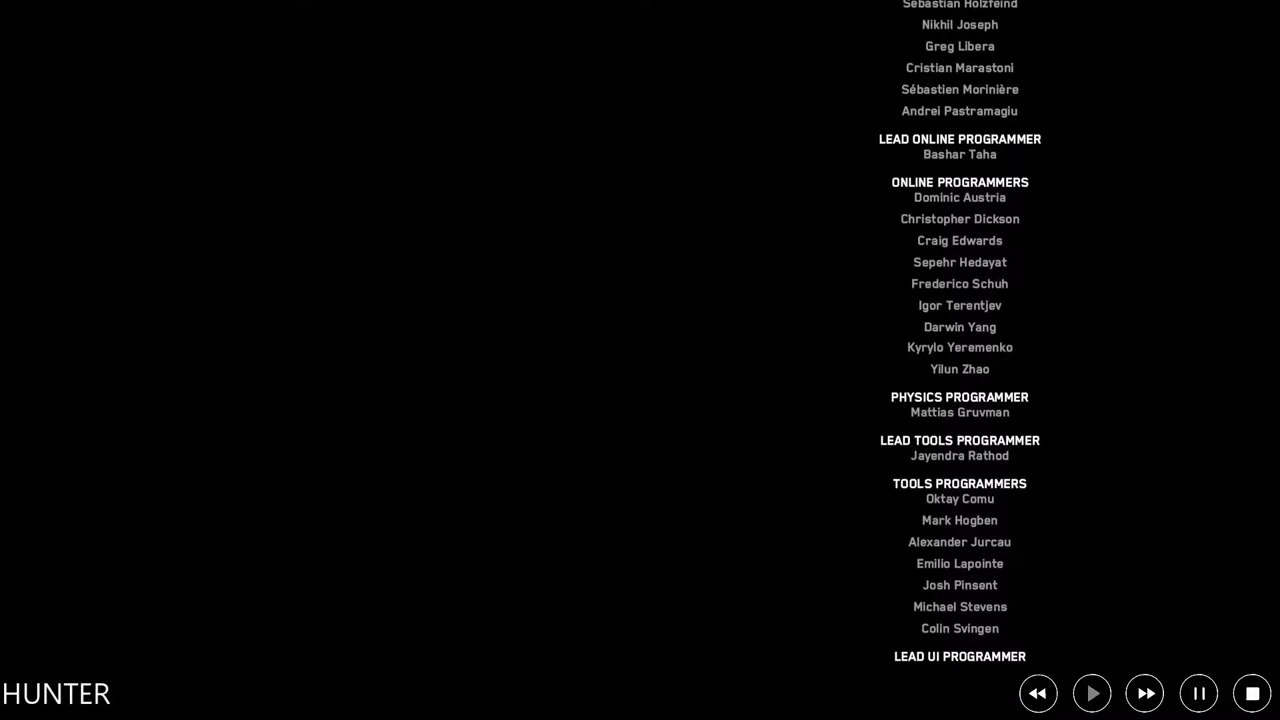 Sebastian Holzfeind
Nikhil Joseph
Greg Libera
Cristian Marastoni
Sébastien Morinière
Andrei Pastramagiu
LEAD ONLINE PROGRAMMER
Bashar Taha
ONLINE PROGRAMMERS
Dominic Austria
Christopher Dickson
Craig Edwards
Sepehr Hedayat
Frederico Schuh
Igor Terentjev
Darwin Yang
Kyrylo Yeremenko
Yilun Zhao
PHYSICS PROGRAMMER
Mattias Gruvman
LEAD TOOLS PROGRAMMER
Jayendra Rathod
TOOLS PROGRAMMERS
Oktay Comu
Mark Hogben
Alexander Jurcau
Emilio Lapointe
Josh Pinsent
Michael Stevens
Colin Svingen
LEAD UI PROGRAMMER
HUNTER